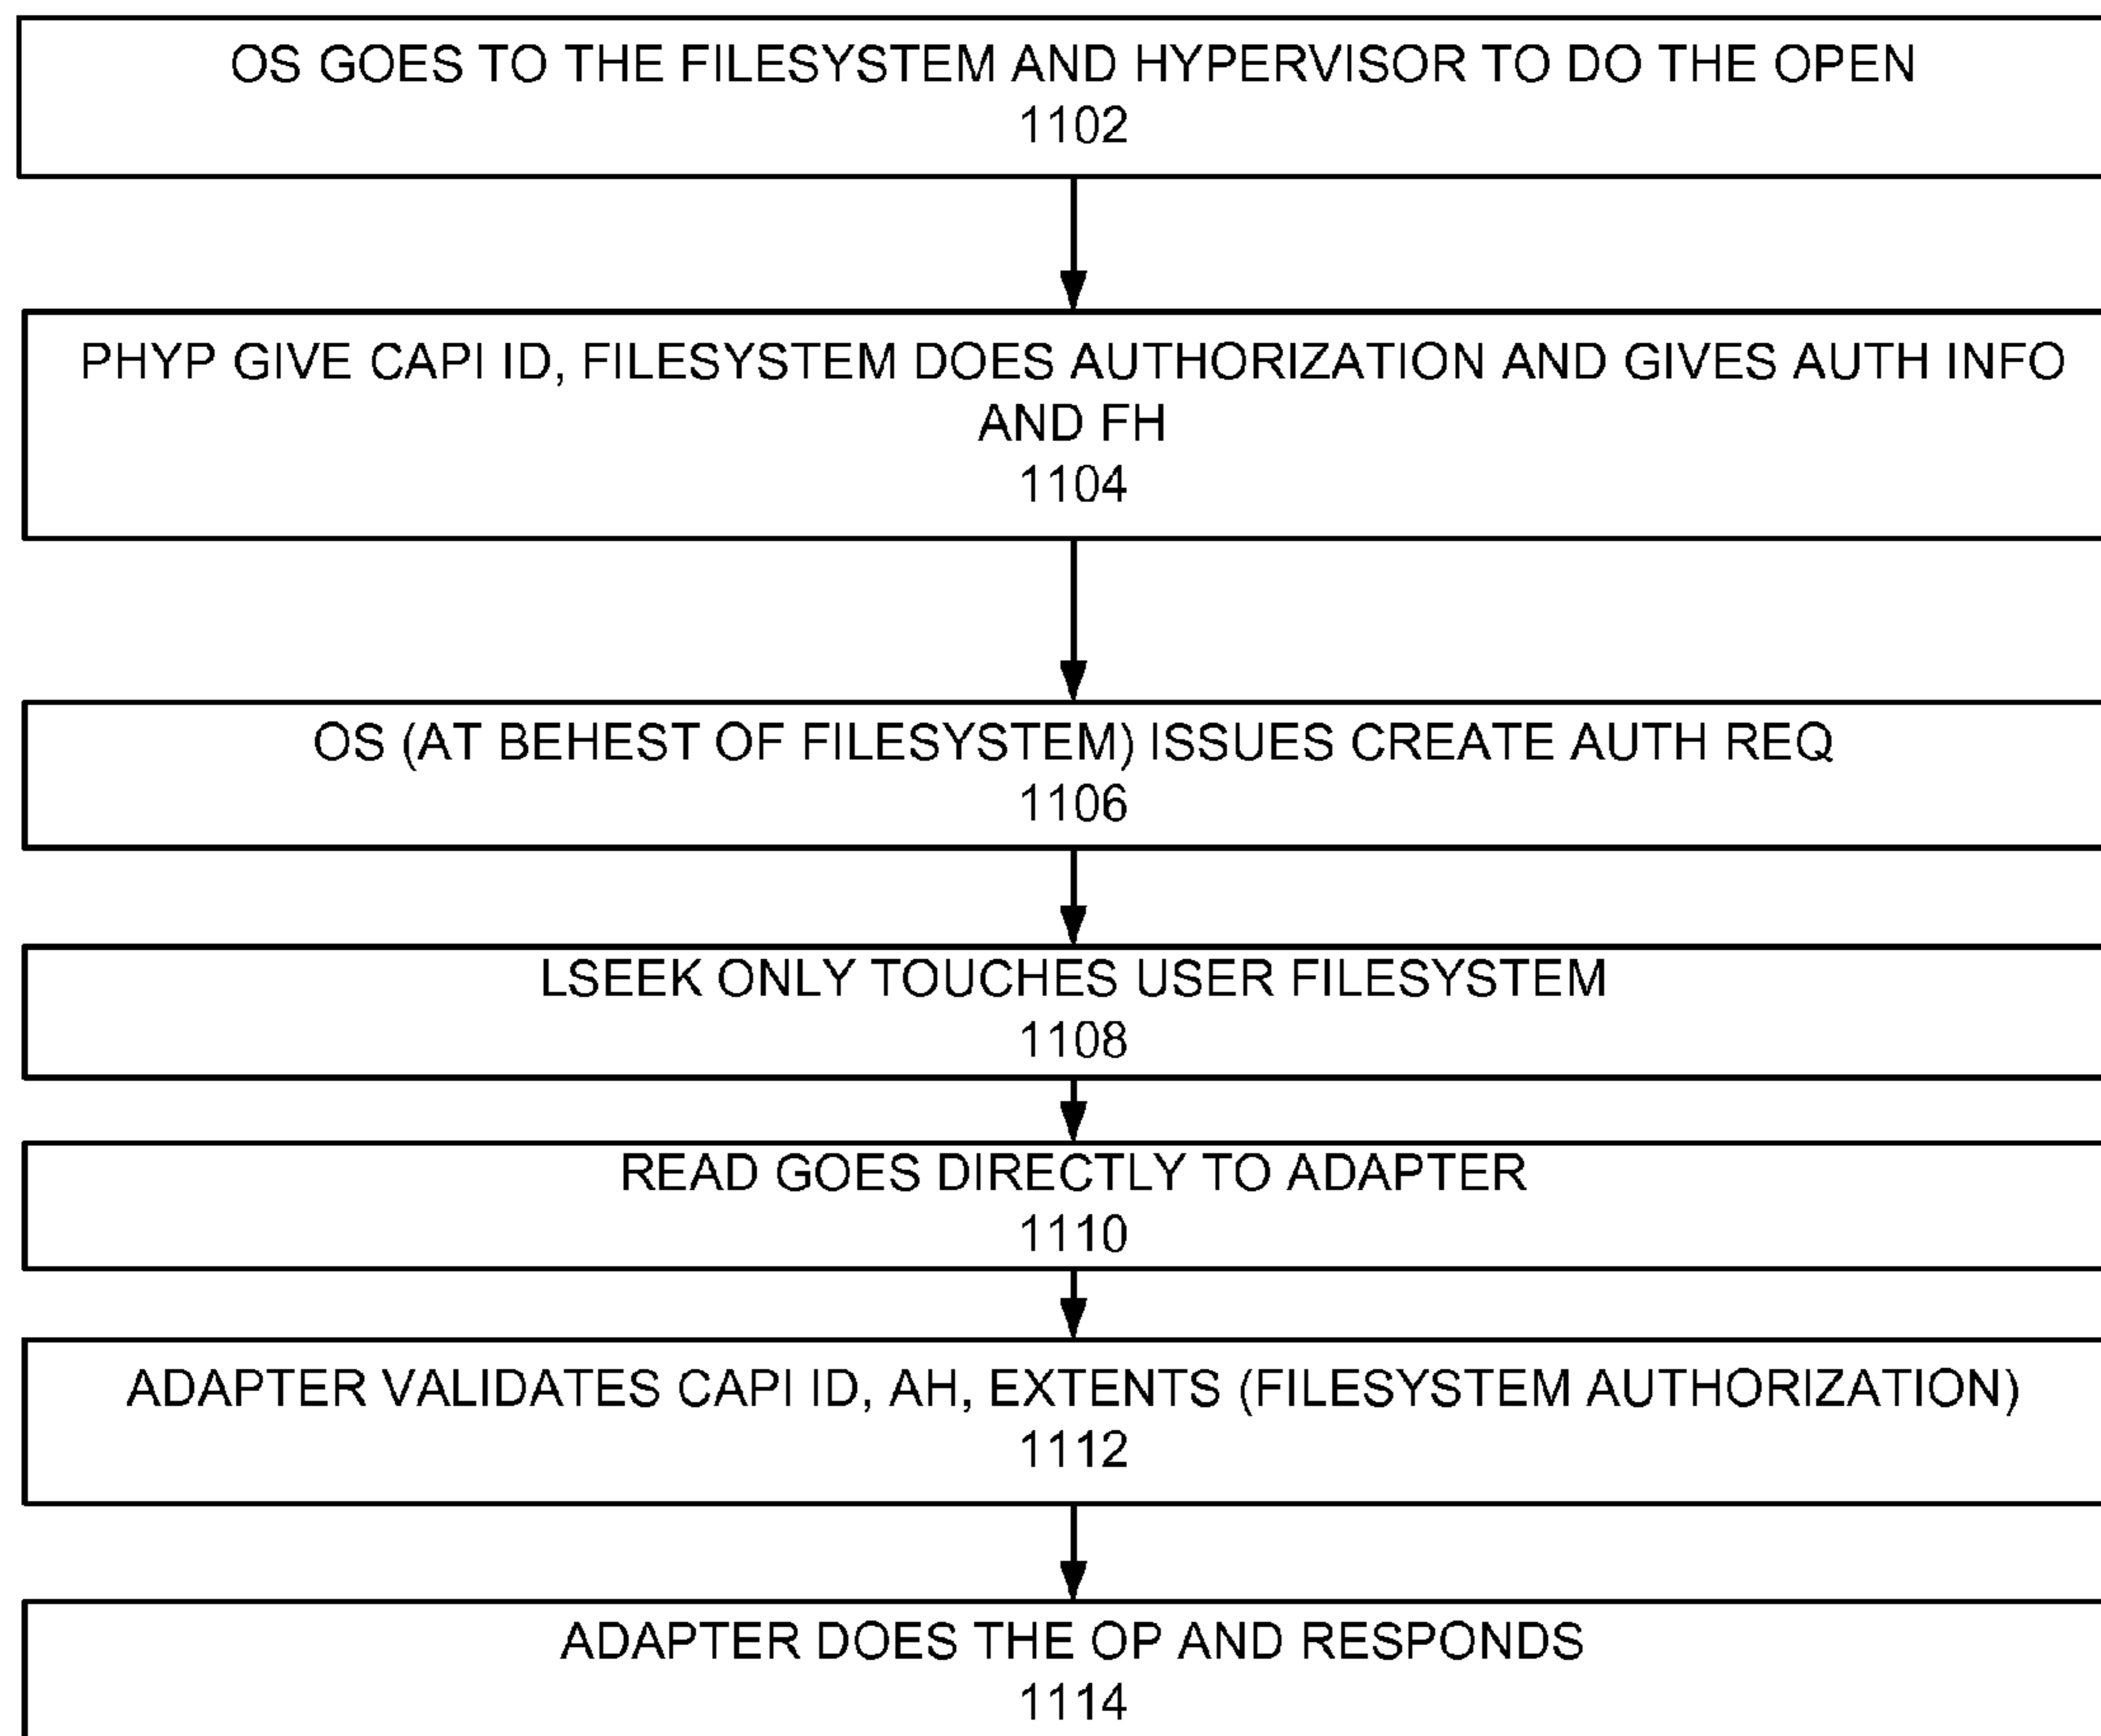 OS GOES TO THE FILESYSTEM AND HYPERVISOR TO DO THE OPEN
1102
PHYP GIVE CAPI ID, FILESYSTEM DOES AUTHORIZATION AND GIVES AUTH INFO
AND FH
1104
OS (AT BEHEST OF FILESYSTEM) ISSUES CREATE AUTH REQ
1106
LSEEK ONLY TOUCHES USER FILESYSTEM
1108
READ GOES DIRECTLY TO ADAPTER
1110
ADAPTER VALIDATES CAPI ID, AH, EXTENTS (FILESYSTEM AUTHORIZATION)
1112
ADAPTER DOES THE OP AND RESPONDS
1114